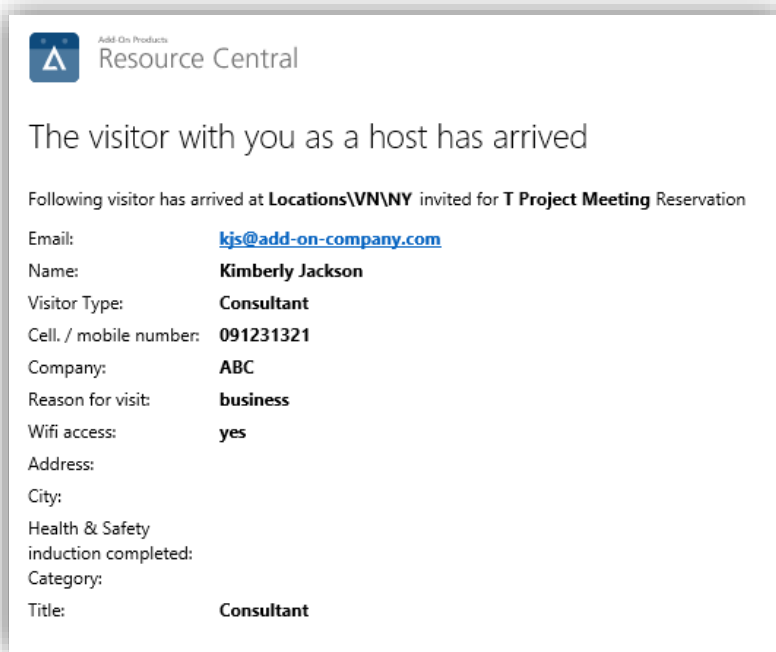 Add-On Products
Resource Central
The visitor with you as a host has arrived
Following visitor has arrived at Locations\VN\NY invited for T Project Meeting Reservation
Email: kjs@add-on-company.com
Name: Kimberly Jackson
Visitor Type: Consultant
Cell. / mobile number: 091231321
Company: ABC
Reason for visit: business
Wifi access: yes
Address:
City:
Health & Safety
induction completed:
Category:
Title: Consultant